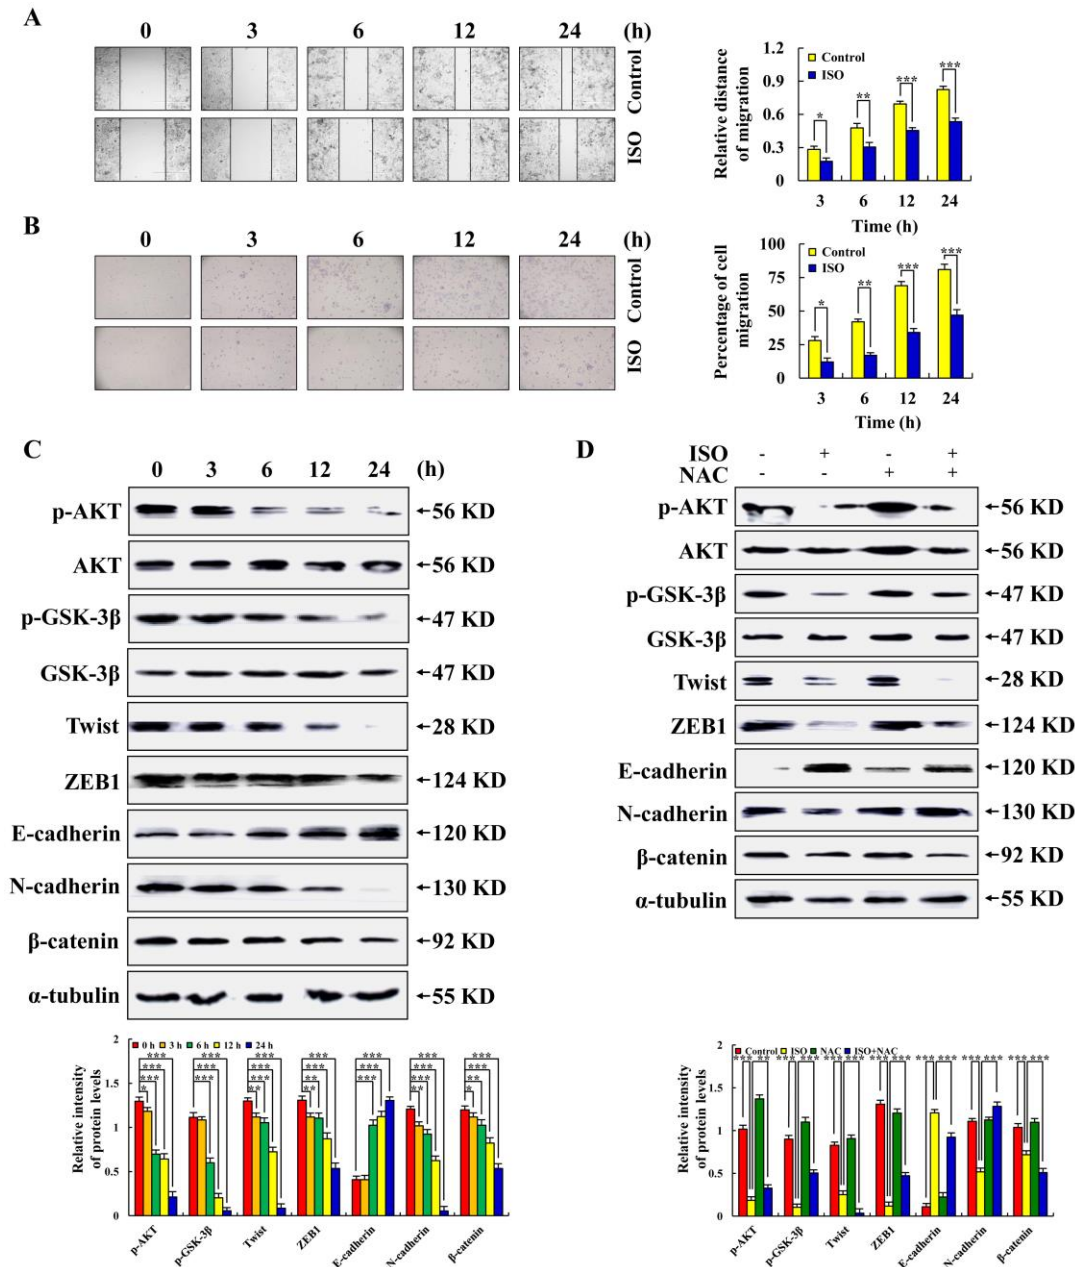 A
0 3 6 12 24 (h)
Control
ISO
Relative distance
of migration
1.2
0.9
0.6
0.3
0
Control
ISO
* ** *** ***
3 6 12 24
Time (h)
B
0 3 6 12 24 (h)
Control
ISO
Percentage of cell
migration
100
75
50
25
0
Control
ISO
* ** *** ***
3 6 12 24
Time (h)
C
0 3 6 12 24 (h)
p-AKT ←56 KD
AKT ←56 KD
p-GSK-3β ←47 KD
GSK-3β ←47 KD
Twist ←28 KD
ZEB1 ←124 KD
E-cadherin ←120 KD
N-cadherin ←130 KD
β-catenin ←92 KD
α-tubulin ←55 KD
Relative intensity
of protein levels
2
1.5
1
0.5
0
0 h 3 h 6 h 12 h 24 h
*** *** *** *** *** *** ***
*** *** *** *** *** *** ***
*** *** *** ** *** *** **
* ** * ** *
p-AKT p-GSK-3β Twist ZEB1 E-cadherin N-cadherin β-catenin
D
ISO - + - +
NAC - - + +
p-AKT ←56 KD
AKT ←56 KD
p-GSK-3β ←47 KD
GSK-3β ←47 KD
Twist ←28 KD
ZEB1 ←124 KD
E-cadherin ←120 KD
N-cadherin ←130 KD
β-catenin ←92 KD
α-tubulin ←55 KD
Relative intensity
of protein levels
2
1.5
1
0.5
0
*** ** *** *** *** *** *** *** *** *** *** *** *** ***
Control ISO NAC ISO+NAC
p-AKT p-GSK-3β Twist ZEB1 E-cadherin N-cadherin β-catenin